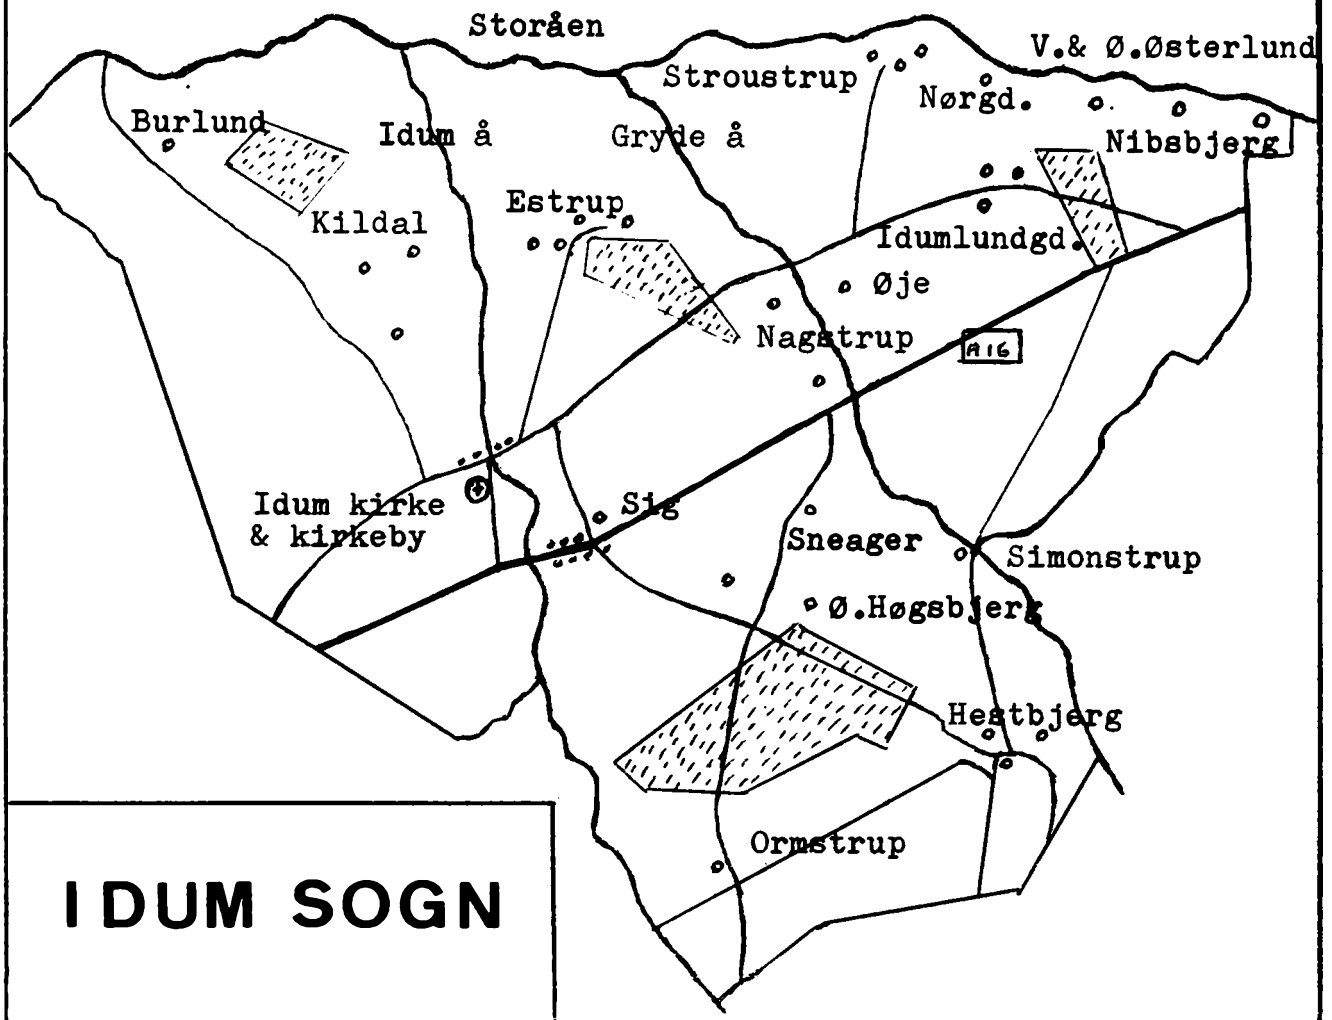 Storåen
V.& Ø.Østerlund
Stroustrup
Nørgd.
Burlund
Idum å
Gryde å
Nibsbjerg
Estrup
Kildal
Idumlundgd.
Øje
Nagstrup
A16
Idum kirke
& kirkeby
Sig
Sneager
Simonstrup
Ø.Høgsbjerg
Hestbjerg
Ormstrup
IDUM SOGN